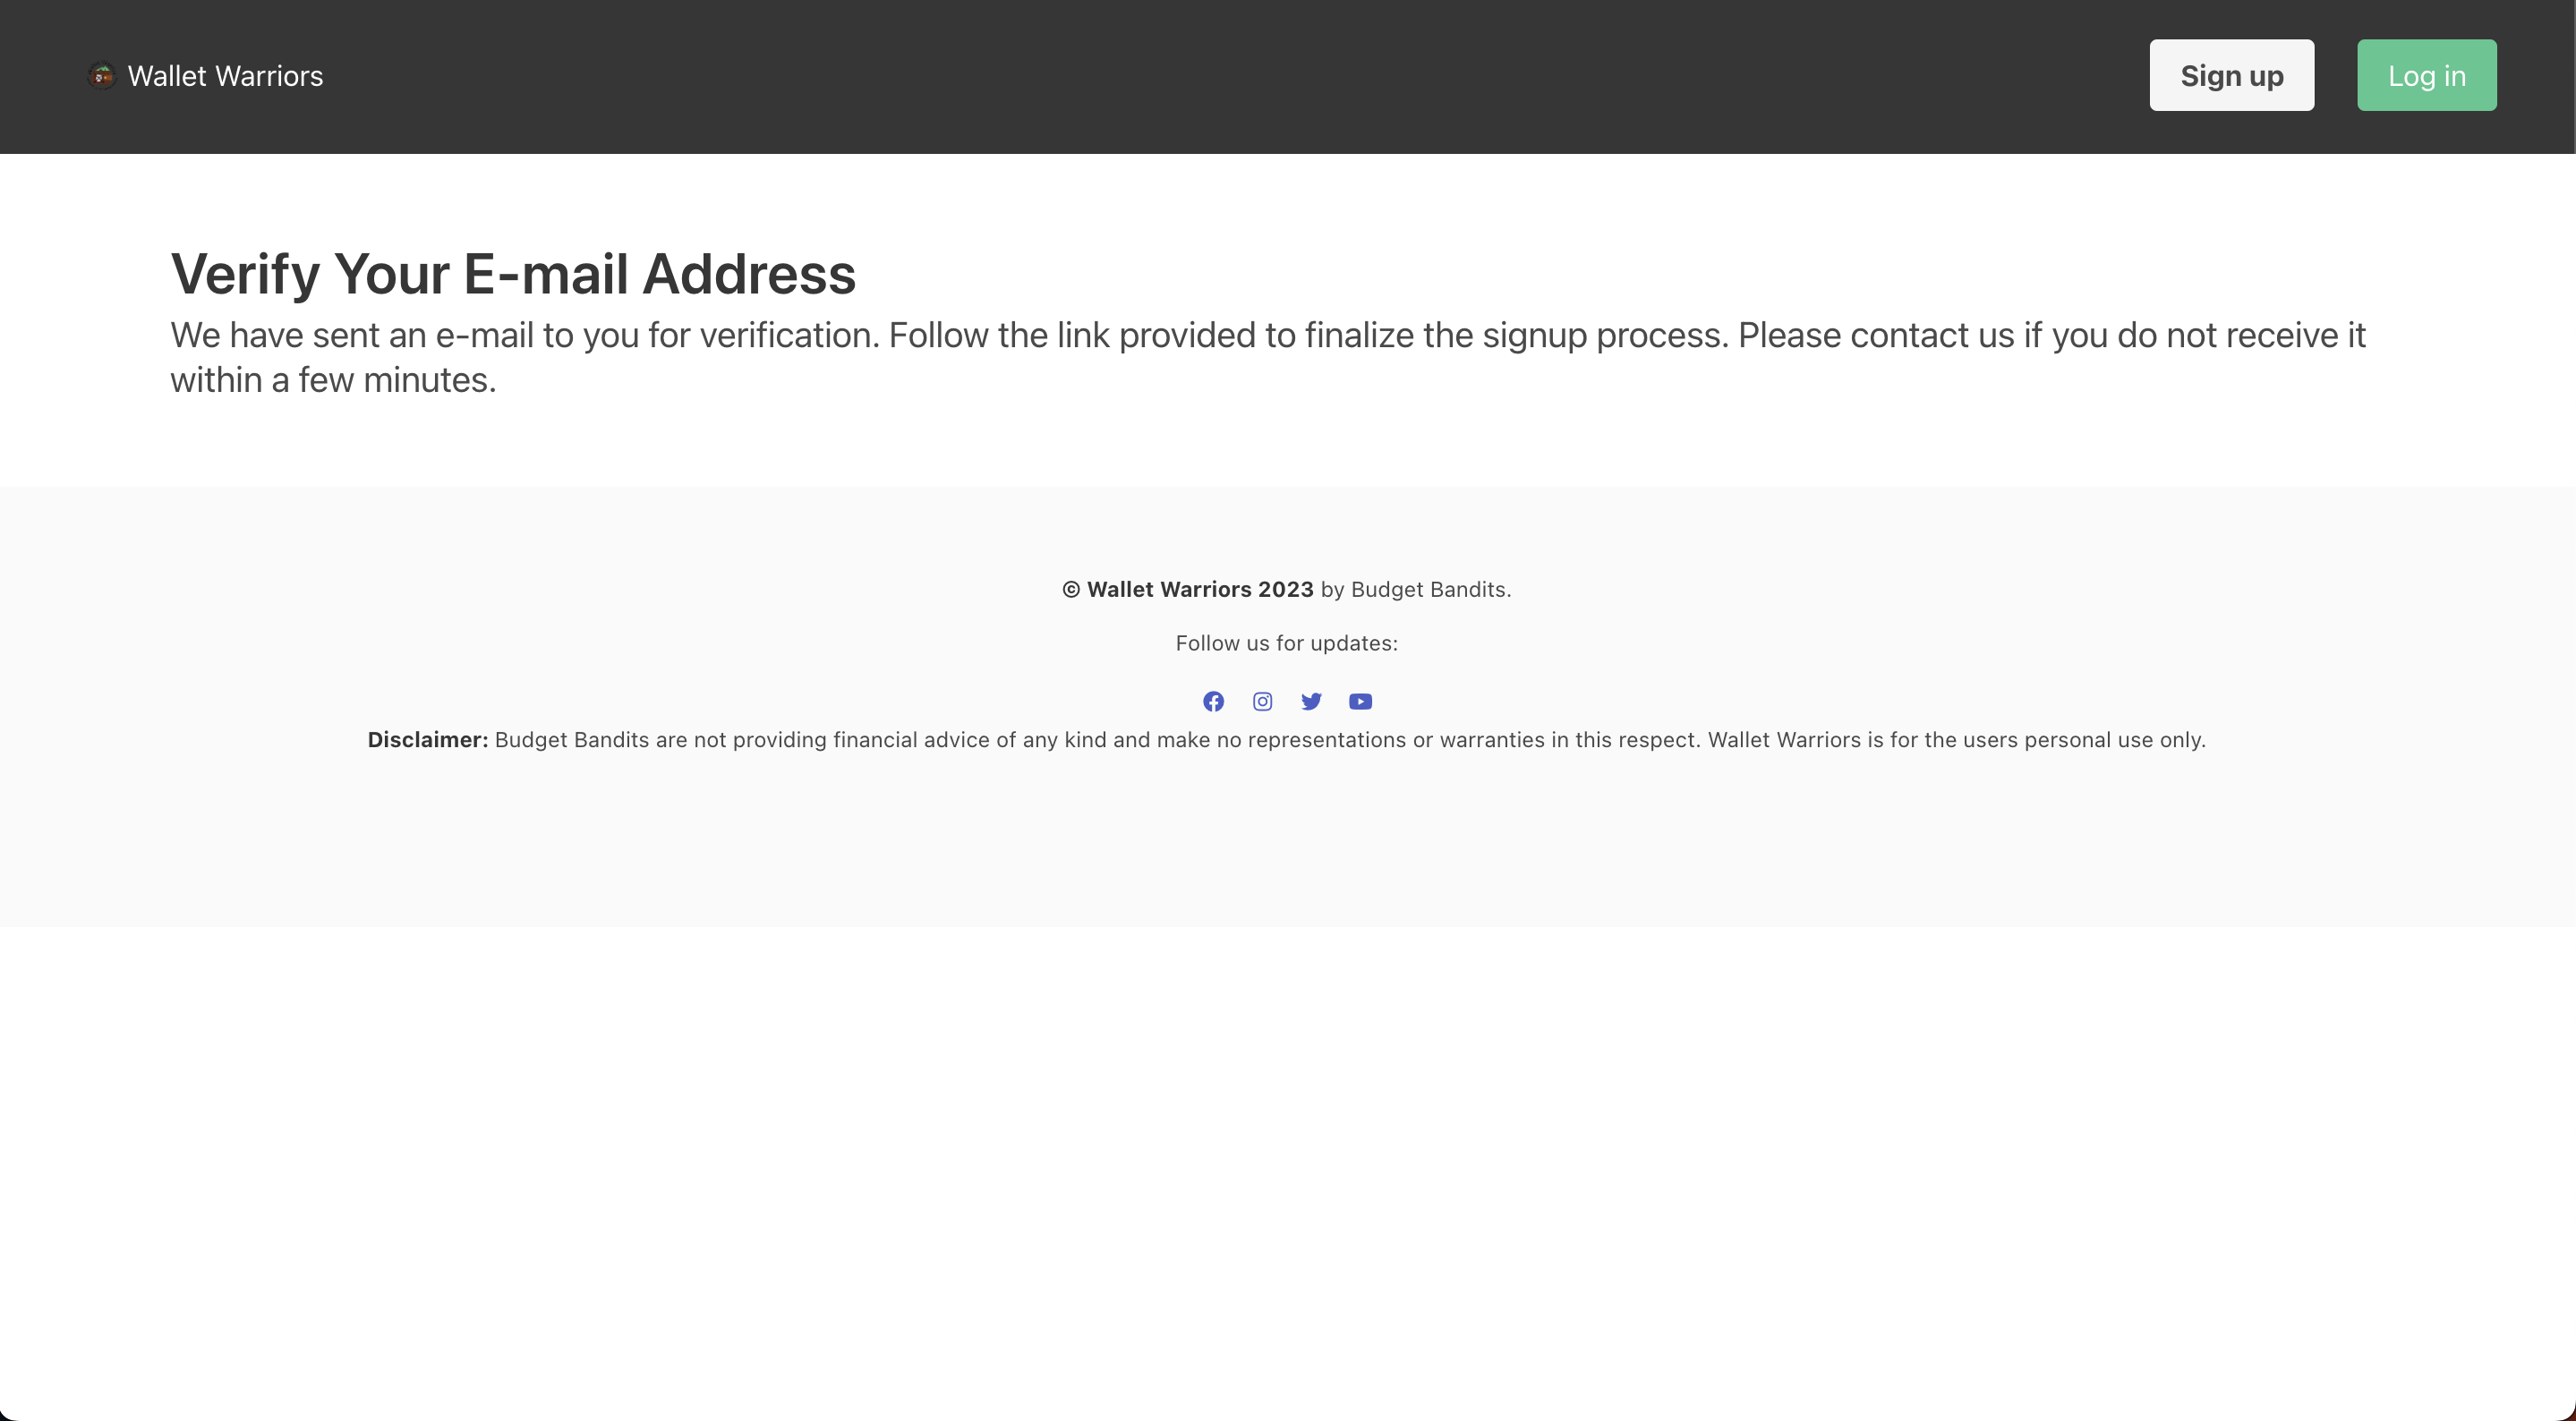 Wallet Warriors
Sign up
Log in
Verify Your E-mail Address
We have sent an e-mail to you for verification. Follow the link provided to finalize the signup process. Please contact us if you do not receive it
within a few minutes.
© Wallet Warriors 2023 by Budget Bandits.
Follow us for updates:
Disclaimer: Budget Bandits are not providing financial advice of any kind and make no representations or warranties in this respect. Wallet Warriors is for the users personal use only.